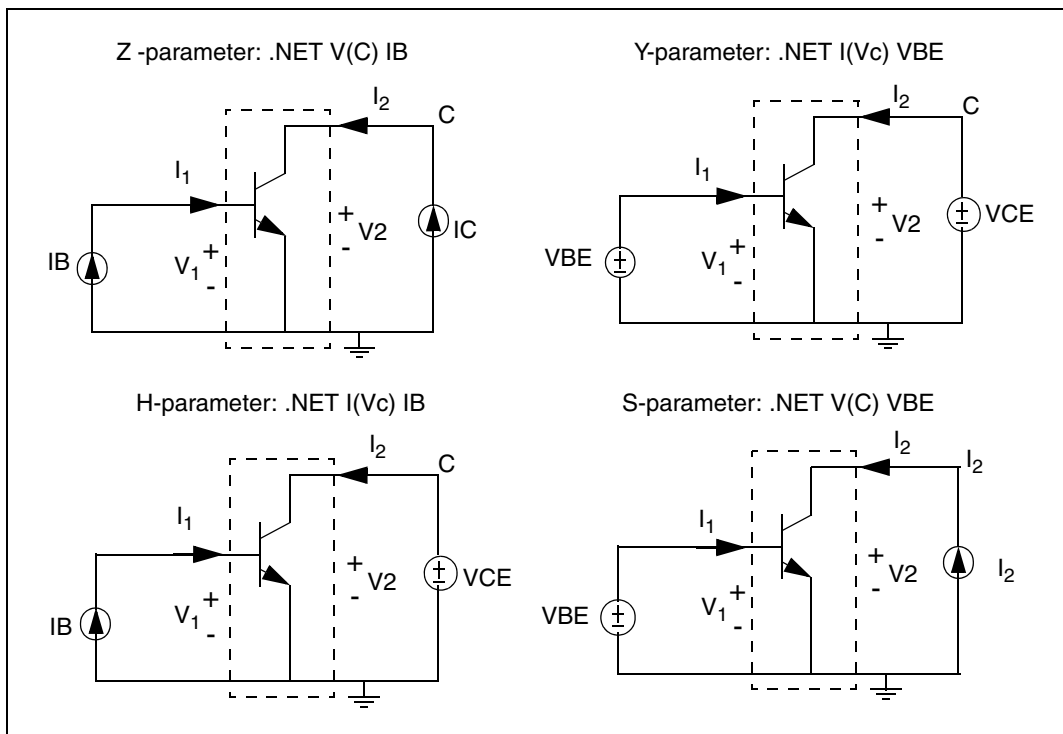 Z -parameter: .NET V(C) IB
I2
C
I1
+
V2
-
IC
IB
V1
+
-
Y-parameter: .NET I(Vc) VBE
I2
C
I1
+
V2
-
± VCE
VBE ±
V1
+
-
H-parameter: .NET I(Vc) IB
I2
C
I1
+
V2
-
± VCE
IB
V1
+
-
S-parameter: .NET V(C) VBE
I2
I2
I1
+
V2
-
I2
VBE ±
V1
+
-